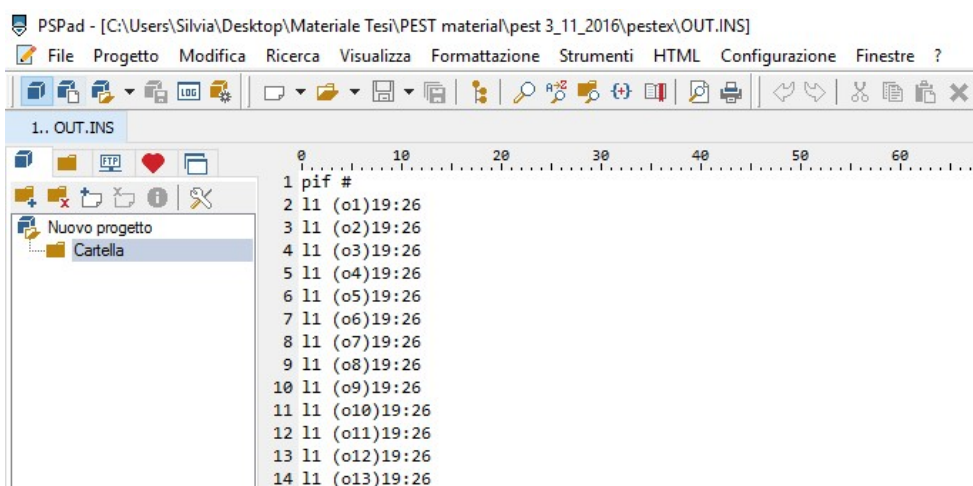 PSPad - [C:\Users\Silvia\Desktop\Materiale Tesi\PEST material\pest 3_11_2016\pestex\OUT.INS]
File Progetto Modifica Ricerca Visualizza Formattazione Strumenti HTML Configurazione Finestre ?
LOG
1.. OUT.INS
FTP
0 10 20 30 40 50 60
Nuovo progetto
Cartella
1 pif #
2 l1 (o1)19:26
3 l1 (o2)19:26
4 l1 (o3)19:26
5 l1 (o4)19:26
6 l1 (o5)19:26
7 l1 (o6)19:26
8 l1 (o7)19:26
9 l1 (o8)19:26
10 l1 (o9)19:26
11 l1 (o10)19:26
12 l1 (o11)19:26
13 l1 (o12)19:26
14 l1 (o13)19:26